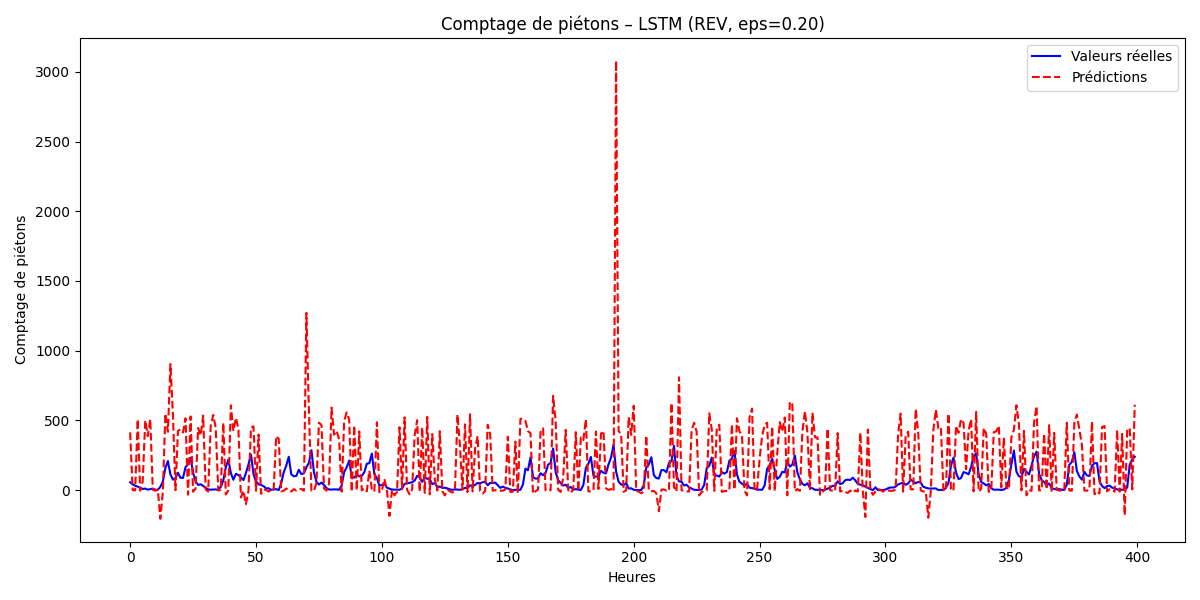 Comptage de piétons – LSTM (REV, eps=0.20)
Valeurs réelles
Prédictions
3000
2500
2000
1500
1000
500
0
Comptage de piétons
0 50 100 150 200 250 300 350 400
Heures